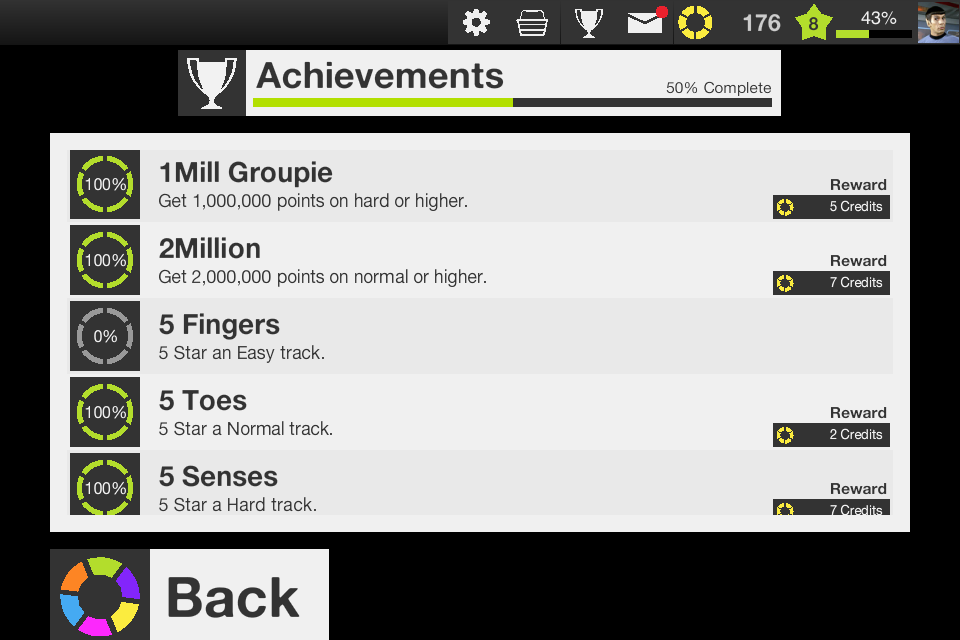 176 8 43%
Achievements
50% Complete
100% 1Mill Groupie
Get 1,000,000 points on hard or higher.
Reward
5 Credits
100% 2Million
Get 2,000,000 points on normal or higher.
Reward
7 Credits
0% 5 Fingers
5 Star an Easy track.
100% 5 Toes
5 Star a Normal track.
Reward
2 Credits
100% 5 Senses
5 Star a Hard track.
Reward
7 Credits
Back